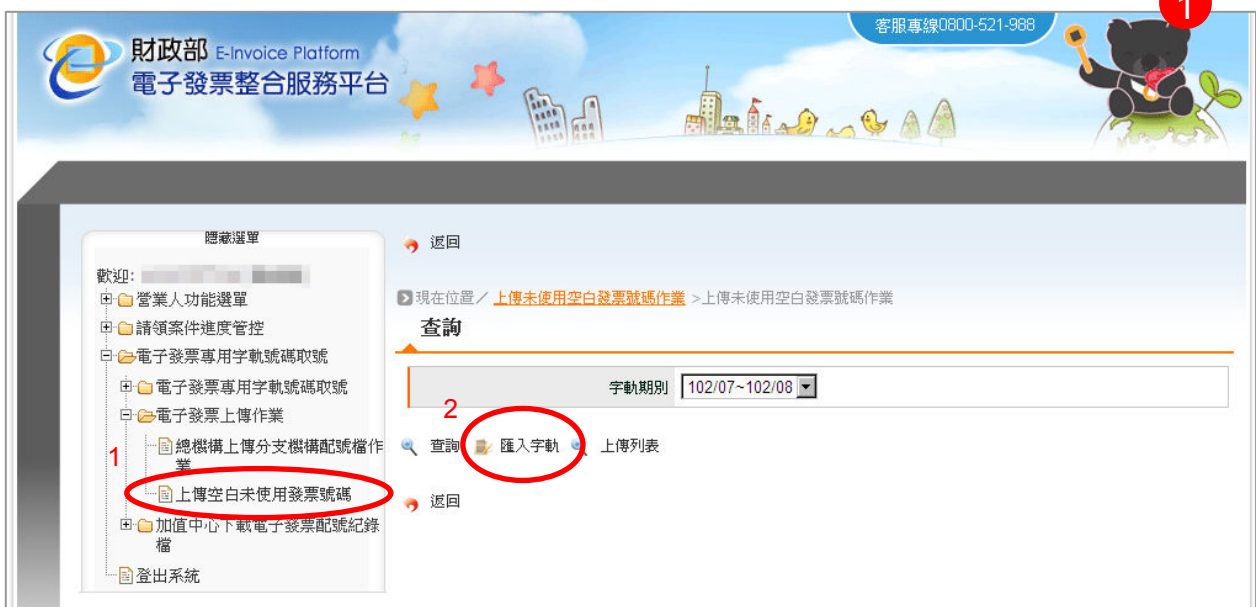 1
客服專線0800-521-988
財政部 E-Invoice Platform
電子發票整合服務平台
隱藏選單
歡迎:
營業人功能選單
請領案件進度管控
電子發票專用字軌號碼取號
電子發票專用字軌號碼取號
電子發票上傳作業
總機構上傳分支機構配號檔作
業
1
上傳空白未使用發票號碼
加值中心下載電子發票配號紀錄
檔
登出系統
返回
現在位置／ 上傳未使用空白發票號碼作業 >上傳未使用空白發票號碼作業
查詢
字軌期別 102/07~102/08
2
查詢 匯入字軌 上傳列表
返回